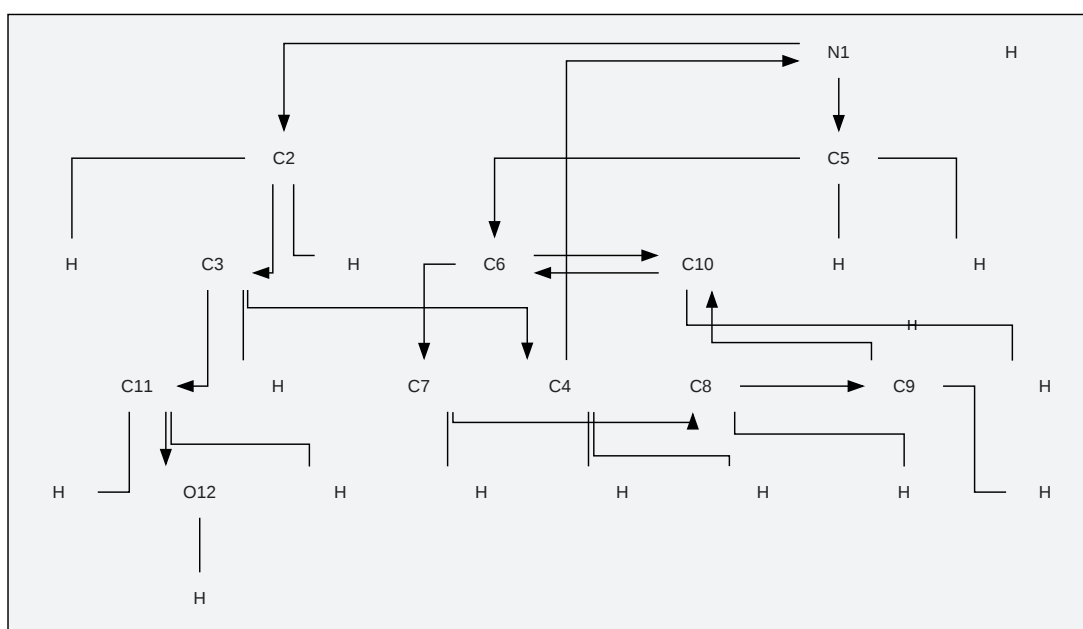 N1 H
C2 C5
H C3 H C6 C10 H H
H
C11 H C7 C4 C8 C9 H
H O12 H H H H H H
H